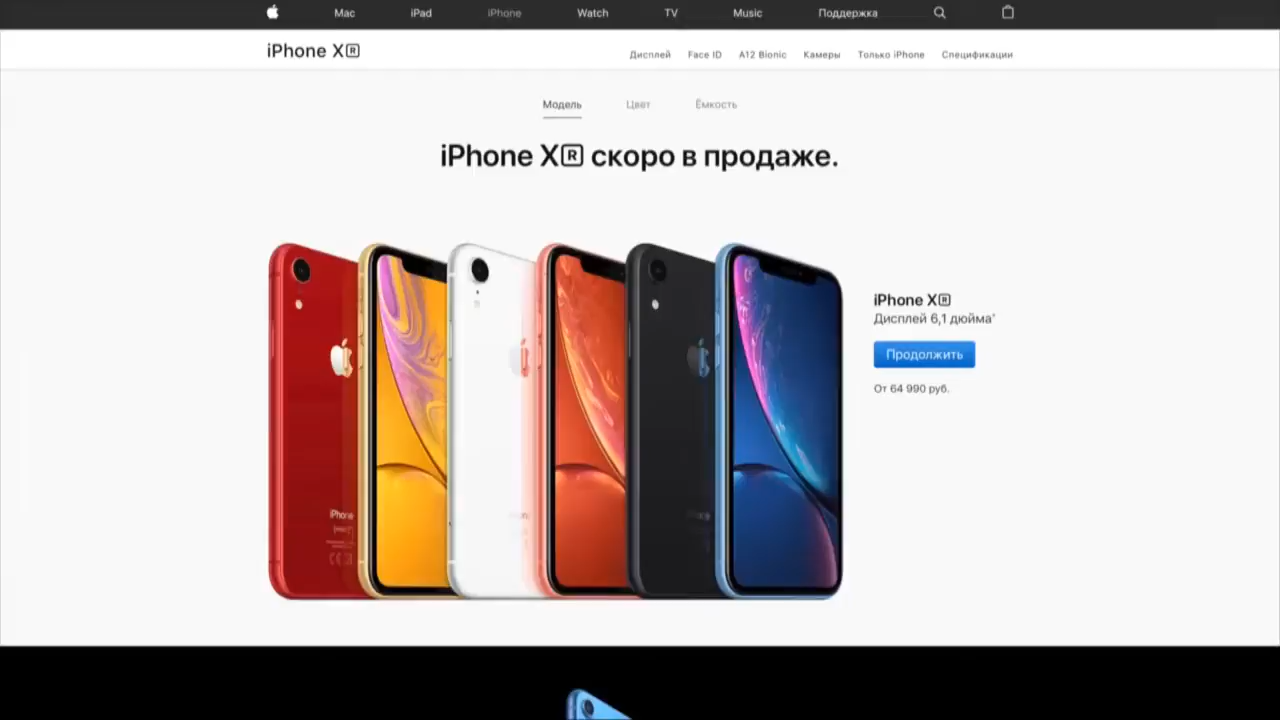 Mac iPad iPhone Watch TV Music Поддержка
iPhone XR
Дисплей Face ID A12 Bionic Камеры Только iPhone Спецификации
Модель Цвет Ёмкость
iPhone XR скоро в продаже.
iPhone XR
Дисплей 6,1 дюйма*
Продолжить
От 64 990 руб.
iPhone